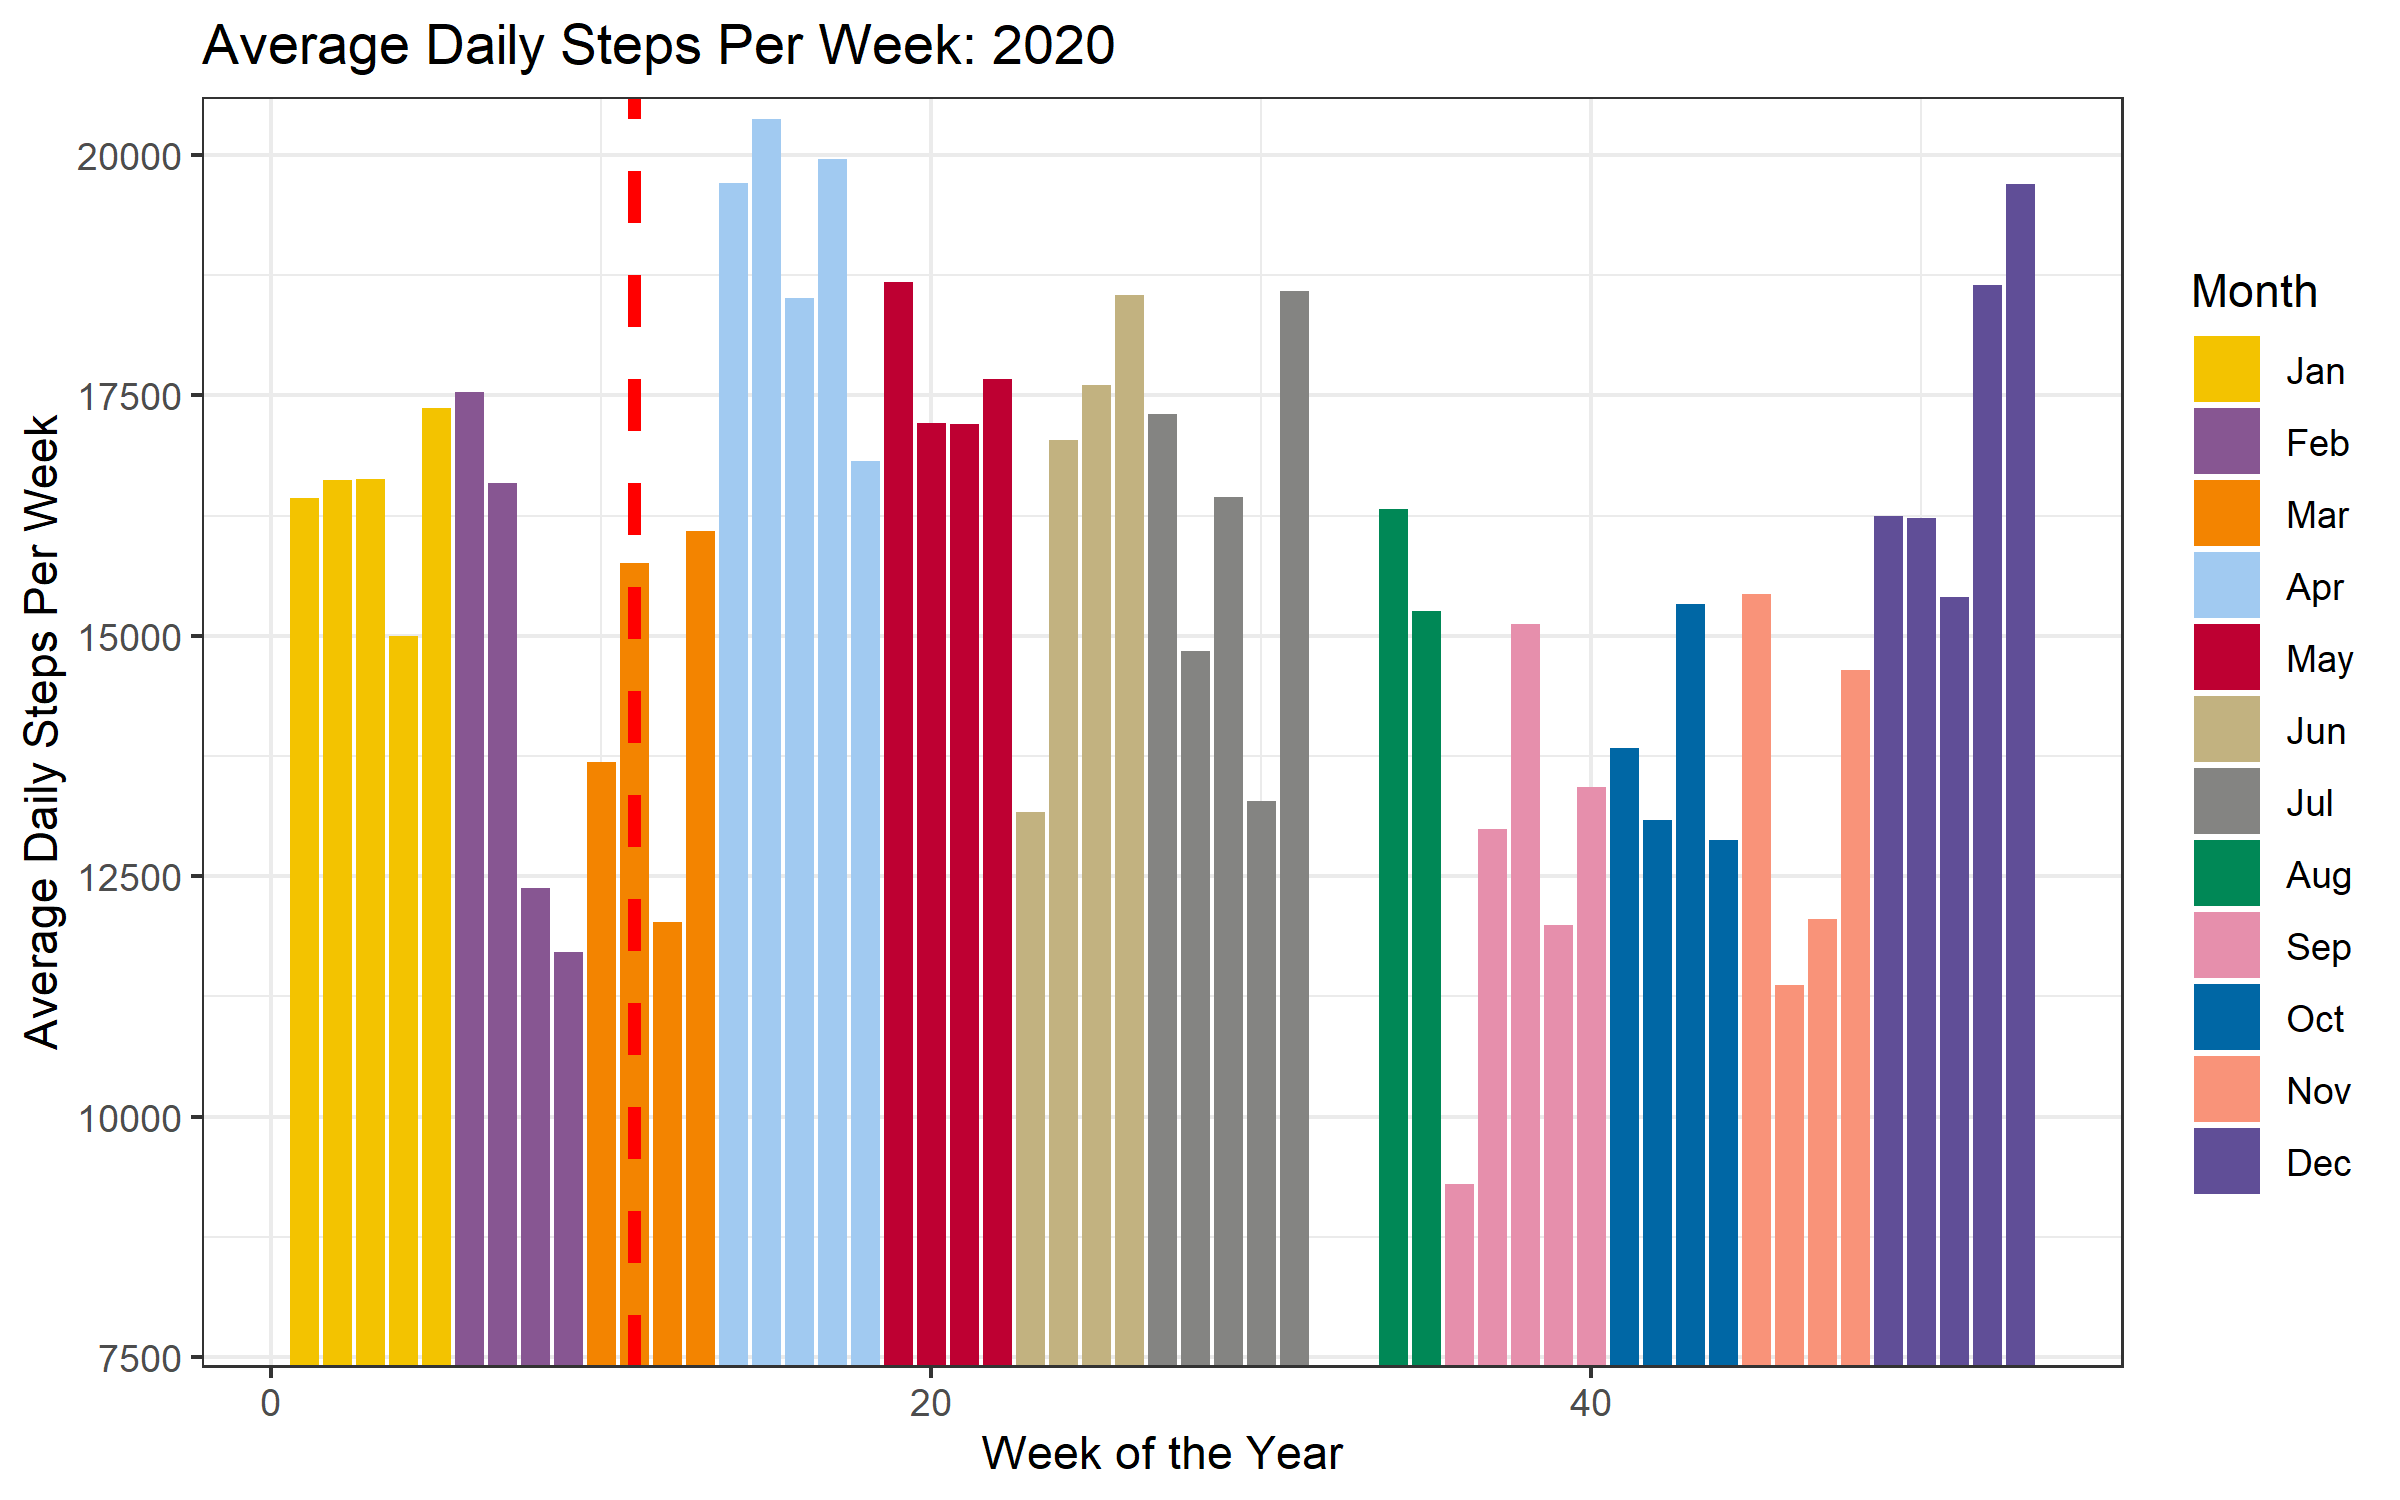 Average Daily Steps Per Week: 2020
Average Daily Steps Per Week
20000
17500
15000
12500
10000
7500
0
20
40
Week of the Year
Month
Jan
Feb
Mar
Apr
May
Jun
Jul
Aug
Sep
Oct
Nov
Dec